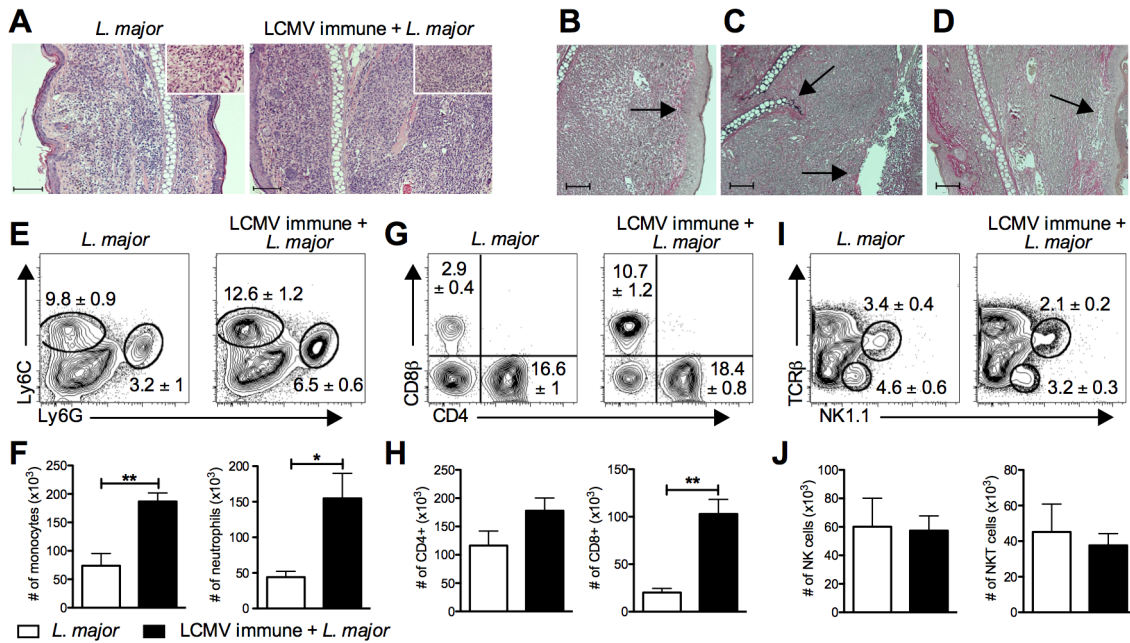 A
L. major
LCMV immune + L. major
B
C
D
E
L. major
LCMV immune +
L. major
9.8 ± 0.9
3.2 ± 1
12.6 ± 1.2
6.5 ± 0.6
Ly6C
Ly6G
G
L. major
LCMV immune +
L. major
2.9
± 0.4
16.6
± 1
10.7
± 1.2
18.4
± 0.8
CD8β
CD4
I
L. major
LCMV immune +
L. major
3.4 ± 0.4
4.6 ± 0.6
2.1 ± 0.2
3.2 ± 0.3
TCRβ
NK1.1
F
# of monocytes (x10³)
250
200
150
100
50
0
**
# of neutrophils (x10³)
200
150
100
50
0
*
H
# of CD4+ (x10³)
250
200
150
100
50
0
# of CD8+ (x10³)
150
100
50
0
**
J
# of NK cells (x10³)
100
80
60
40
20
0
# of NKT cells (x10³)
80
60
40
20
0
L. major
LCMV immune + L. major